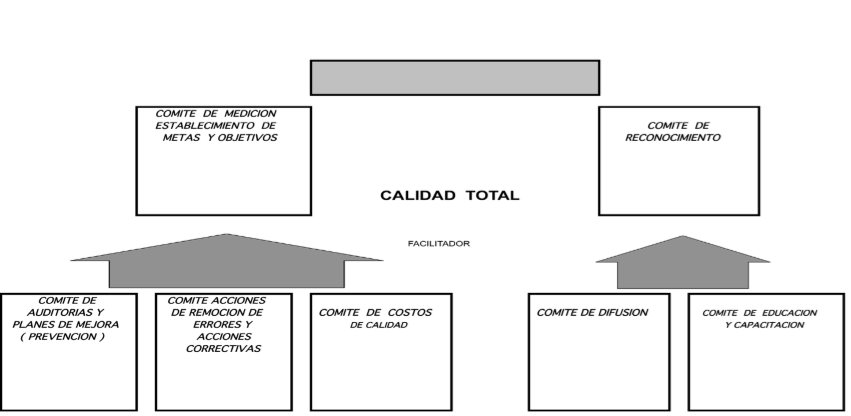 COMITE DE MEDICION
ESTABLECIMIENTO DE
METAS Y OBJETIVOS
COMITE DE
RECONOCIMIENTO
CALIDAD TOTAL
FACILITADOR
COMITE DE
AUDITORIAS Y
PLANES DE MEJORA
( PREVENCION )
COMITE ACCIONES
DE REMOCION DE
ERRORES Y
ACCIONES
CORRECTIVAS
COMITE DE COSTOS
DE CALIDAD
COMITE DE DIFUSION
COMITE DE EDUCACION
Y CAPACITACION